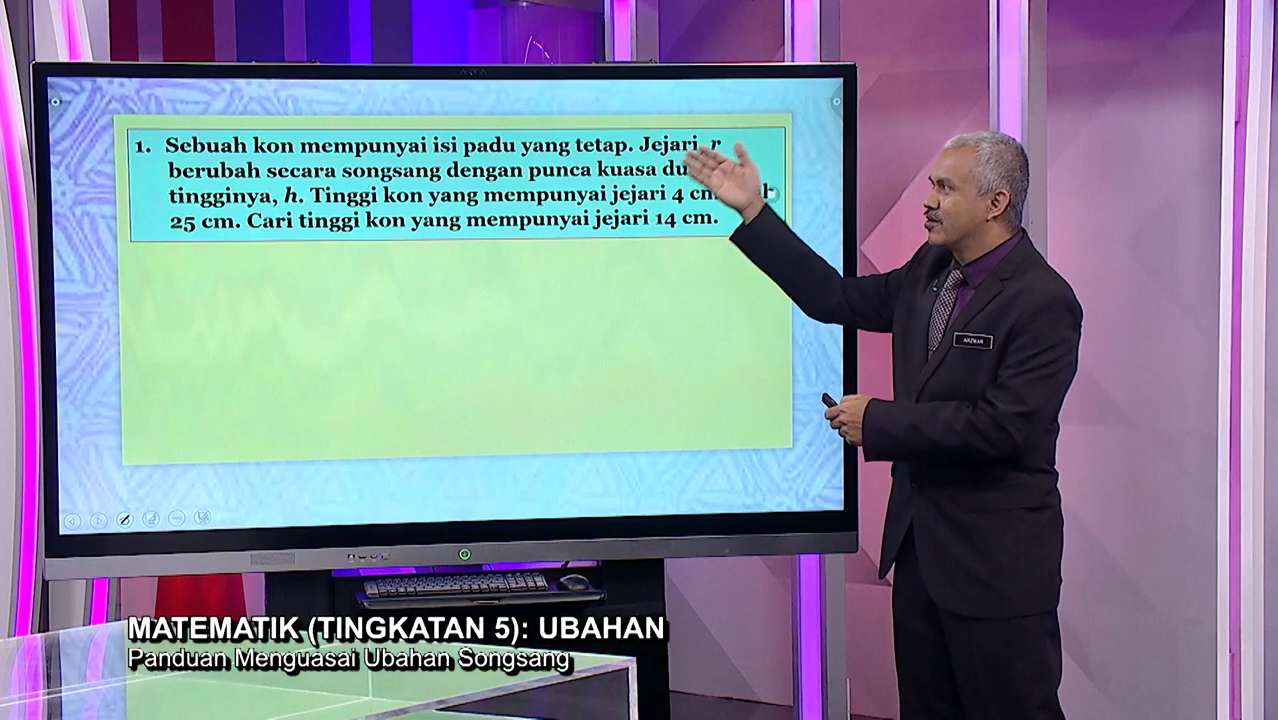 1. Sebuah kon mempunyai isi padu yang tetap. Jejari, r
berubah secara songsang dengan punca kuasa
tingginya, h. Tinggi kon yang mempunyai jejari 4
25 cm. Cari tinggi kon yang mempunyai jejari 14 cm.
ARZMAN
MATEMATIK (TINGKATAN 5): UBAHAN
Panduan Menguasai Ubahan Songsang